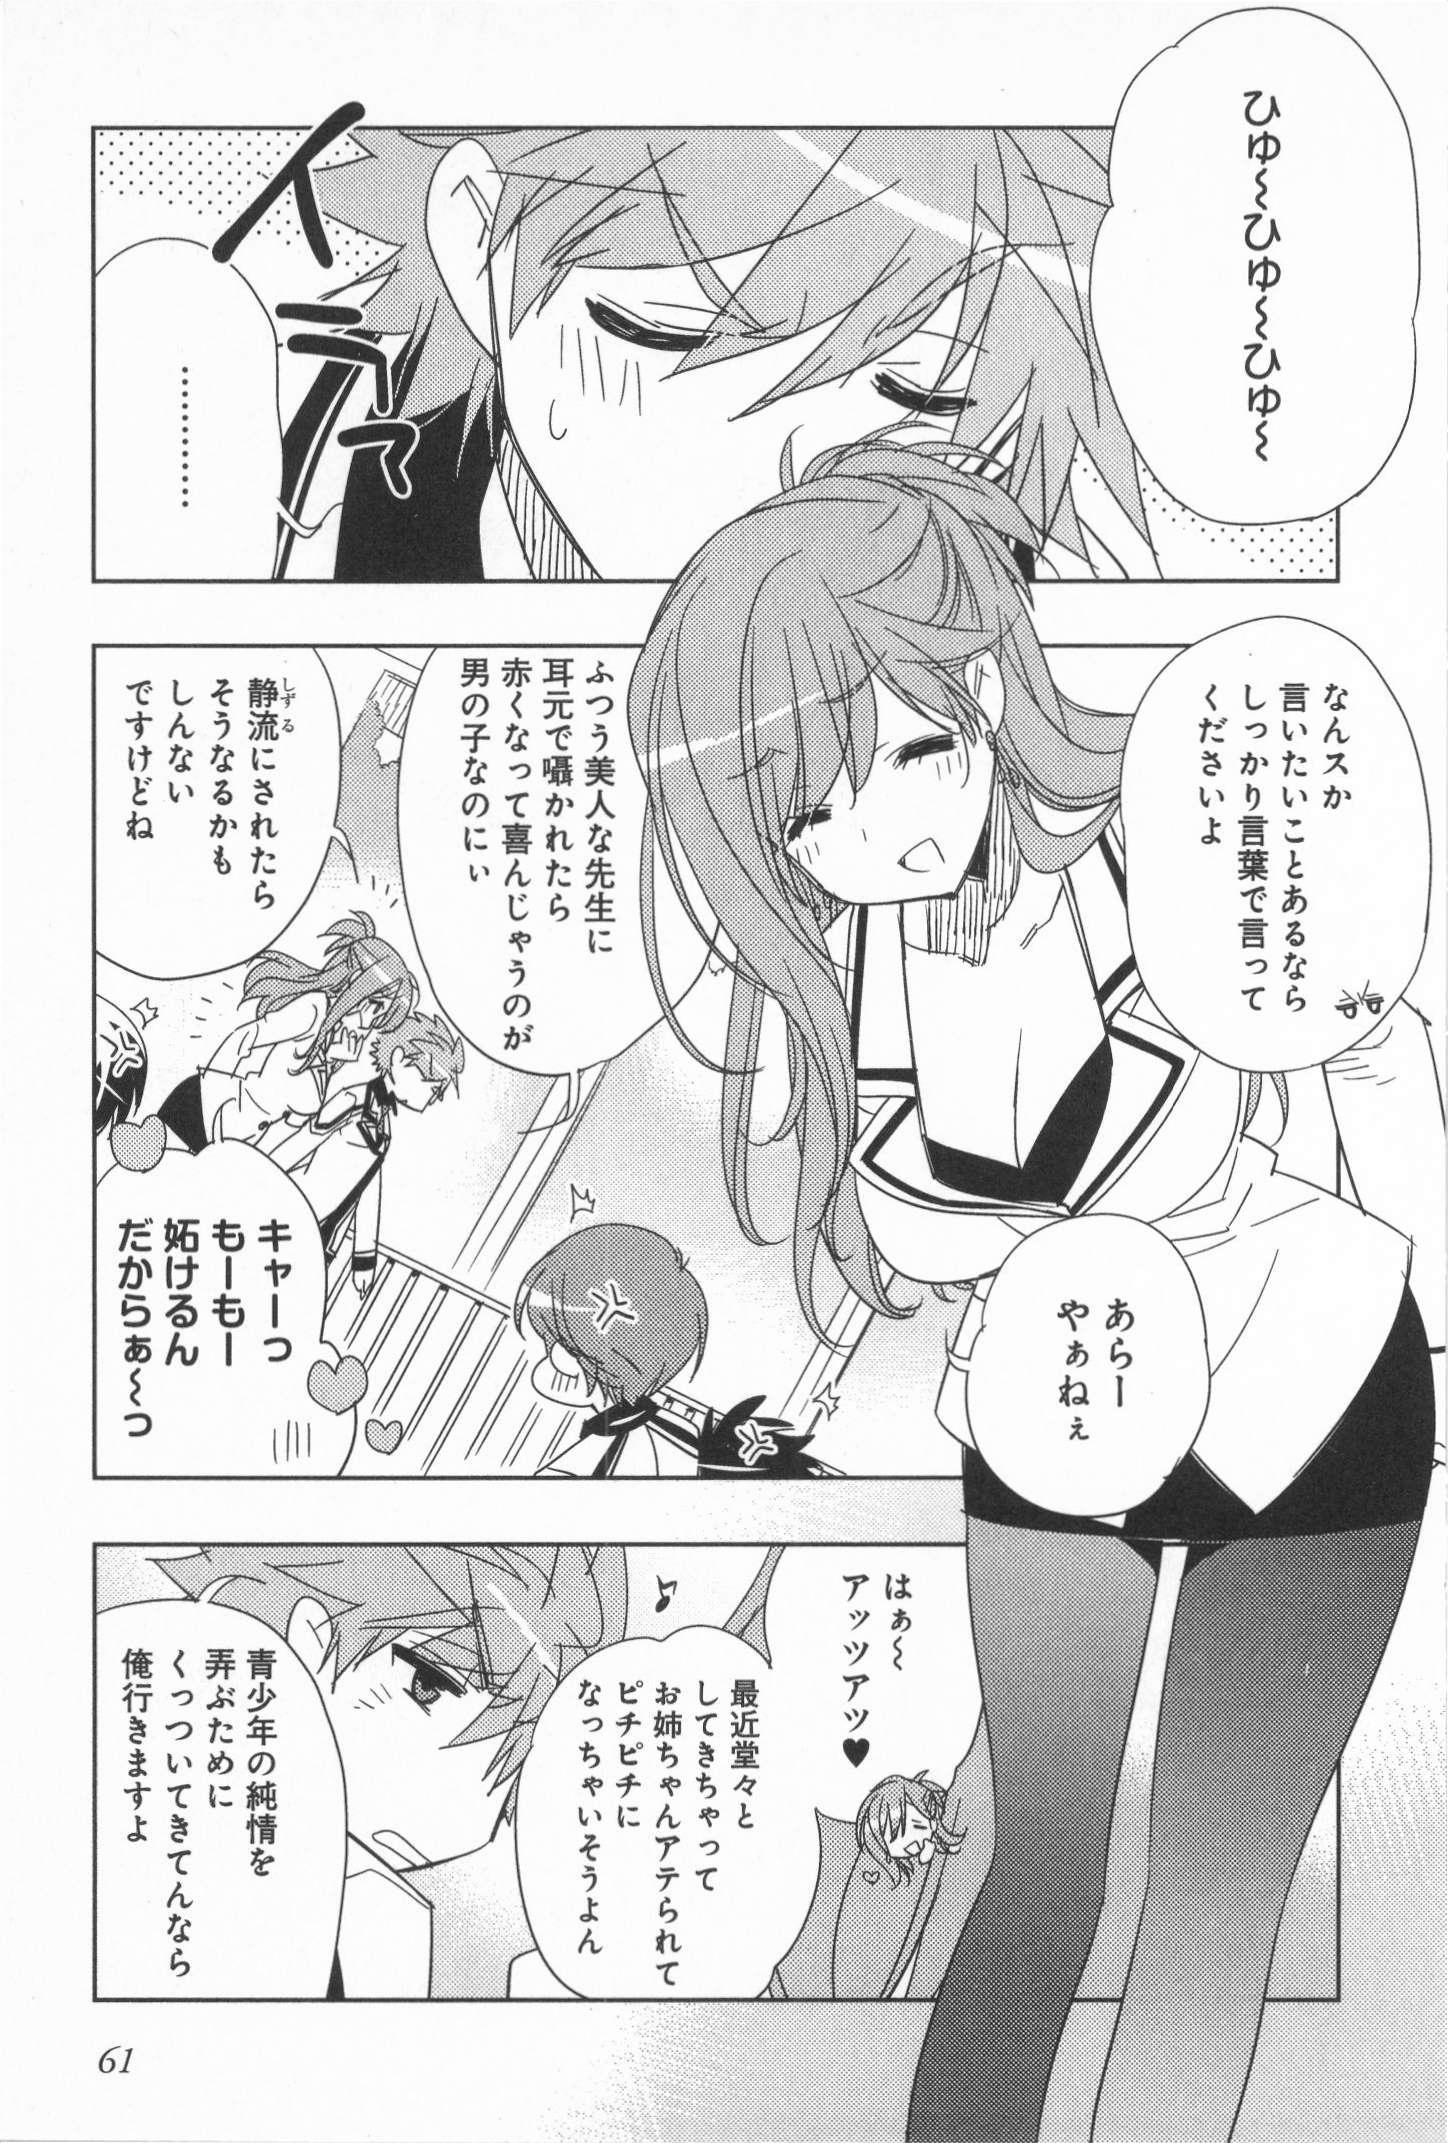 ひゅ〜ひゅ〜ひゅ〜
イラァ
…………
なんスか
言いたいことあるなら
しっかり言葉で言って
くださいよ
あらー
やぁねぇ
ふつう美人な先生に
耳元で囁かれたら
赤くなって喜んじゃうのが
男の子なのにぃ
静流にされたら
しずる
そうなるかも
しんない
ですけどね
キャーっ
もーもー
妬けるん
だからぁ〜っ
はぁ〜
アッツアツ♥
最近堂々と
してきちゃって
お姉ちゃんアテられて
ピチピチに
なっちゃいそうよん
♪
青少年の純情を
弄ぶために
くっついてきてんなら
俺行きますよ
61